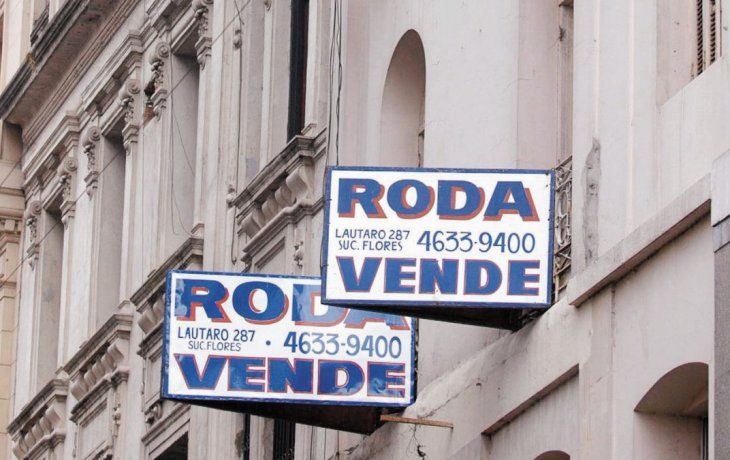 RODA
LAUTARO 287
SUC. FLORES 4633-9400
VENDE
RODA
LAUTARO 287
SUC. FLORES · 4633-9400
VENDE